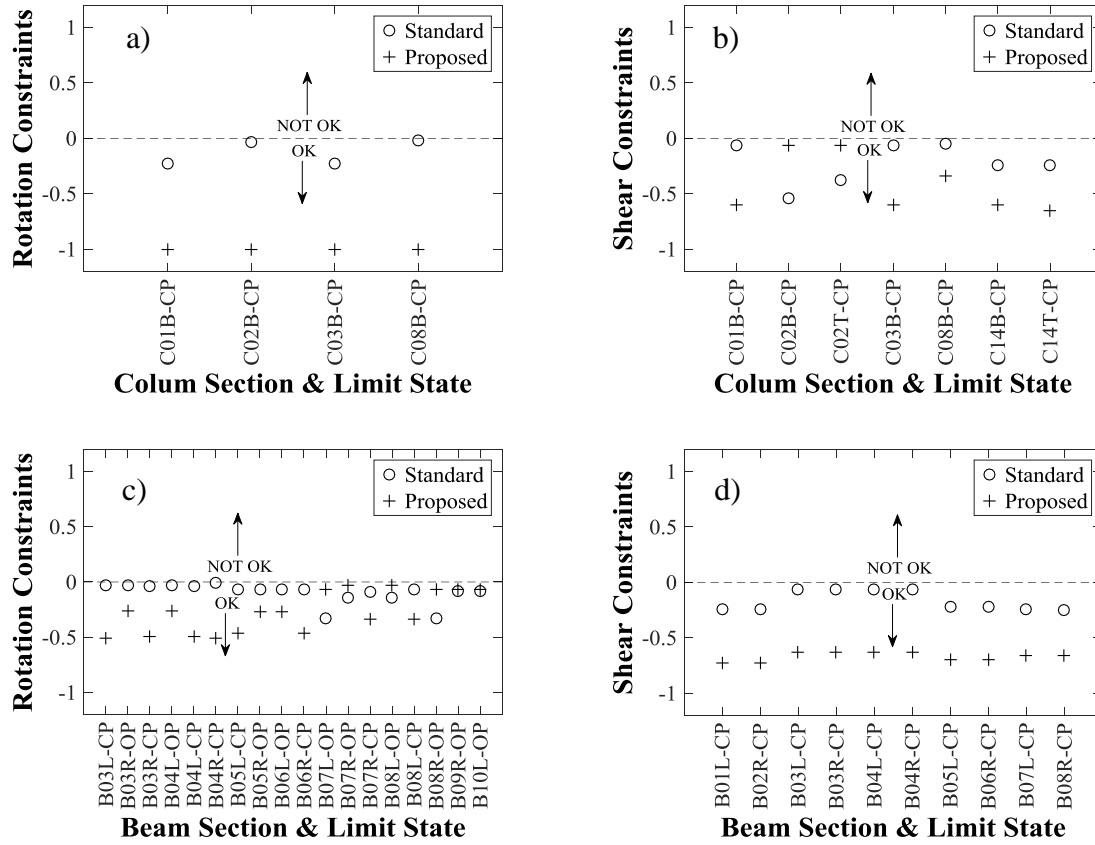 a)
Standard
Proposed
1
0.5
0
-0.5
-1
NOT OK
OK
Rotation Constraints
C01B-CP
C02B-CP
C03B-CP
C08B-CP
Colum Section & Limit State
b)
Standard
Proposed
1
0.5
0
-0.5
-1
NOT OK
OK
Shear Constraints
C01B-CP
C02B-CP
C02T-CP
C03B-CP
C08B-CP
C14B-CP
C14T-CP
Colum Section & Limit State
c)
Standard
Proposed
1
0.5
0
-0.5
-1
NOT OK
OK
Rotation Constraints
B03L-CP
B03R-OP
B03R-CP
B04L-OP
B04L-CP
B04R-CP
B05L-CP
B05R-OP
B06L-OP
B06R-CP
B07L-OP
B07R-OP
B07R-CP
B08L-OP
B08L-CP
B08R-OP
B09R-OP
B10L-OP
Beam Section & Limit State
d)
Standard
Proposed
1
0.5
0
-0.5
-1
NOT OK
OK
Shear Constraints
B01L-CP
B02R-CP
B03L-CP
B03R-CP
B04L-CP
B04R-CP
B05L-CP
B06R-CP
B07L-CP
B08R-CP
Beam Section & Limit State